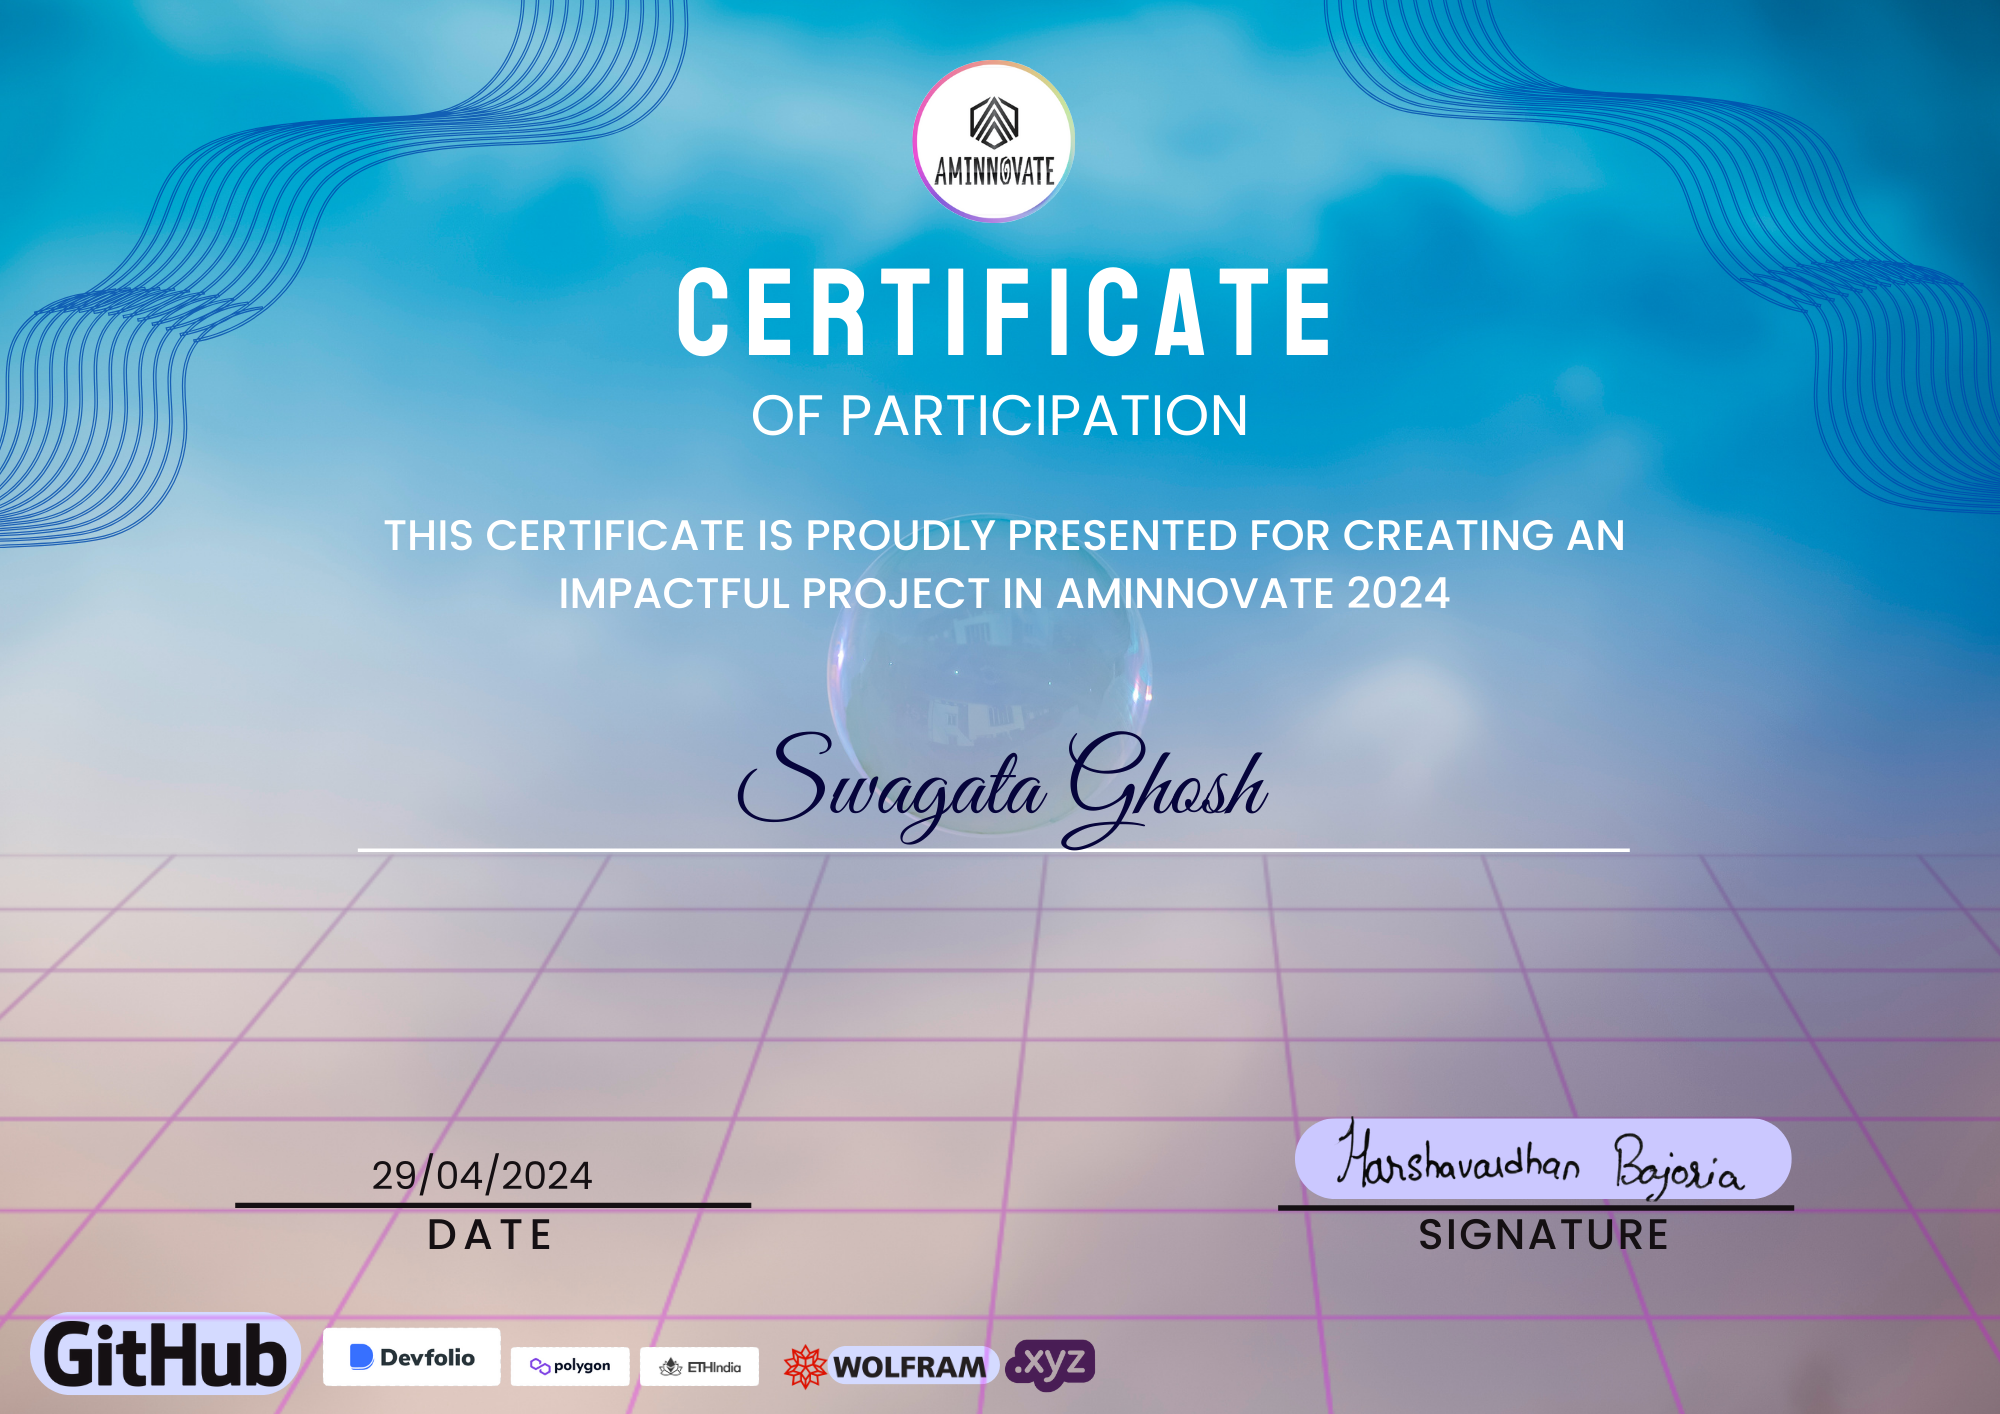 AMINNOVATE
CERTIFICATE
OF PARTICIPATION
THIS CERTIFICATE IS PROUDLY PRESENTED FOR CREATING AN
IMPACTFUL PROJECT IN AMINNOVATE 2024
Swagata Ghosh
29/04/2024
DATE
Harshavardhan Bajoria
SIGNATURE
GitHub
Devfolio
polygon
ETHIndia
WOLFRAM
.xyz